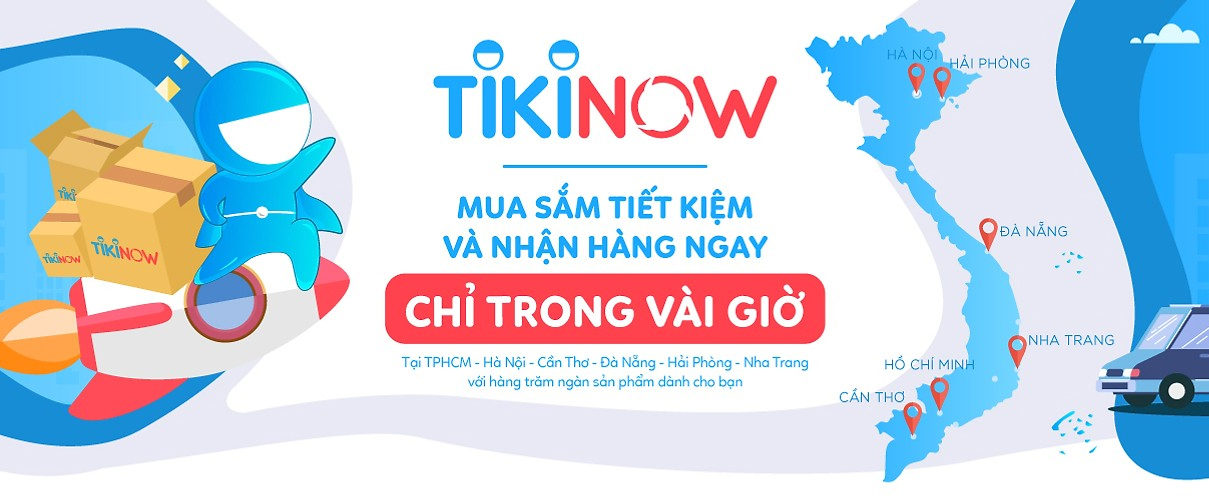 TIKINOW
MUA SẮM TIẾT KIỆM
VÀ NHẬN HÀNG NGAY
CHỈ TRONG VÀI GIỜ
Tại TPHCM - Hà Nội - Cần Thơ - Đà Nẵng - Hải Phòng - Nha Trang
với hàng trăm ngàn sản phẩm dành cho bạn
TIKI
TIKINOW
TIKINOW
HÀ NỘI
HẢI PHÒNG
ĐÀ NẴNG
NHA TRANG
HỒ CHÍ MINH
CẦN THƠ